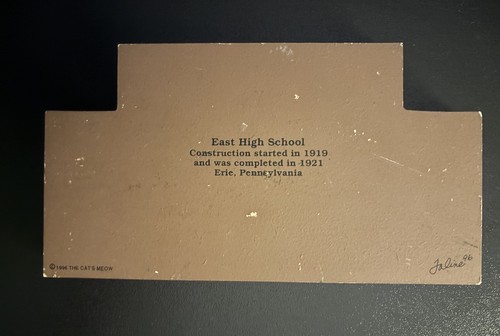 East High School
Construction started in 1919
and was completed in 1921
Erie, Pennsylvania
©1996 THE CAT'S MEOW
Faline 96